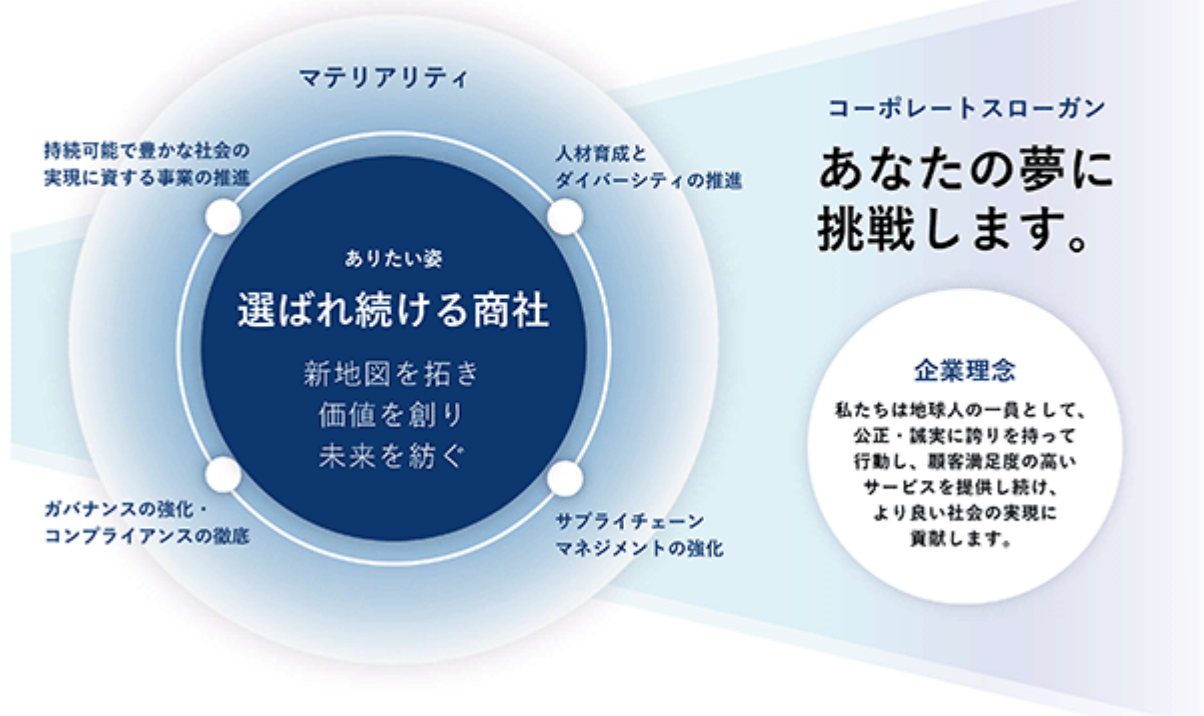 マテリアリティ
持続可能で豊かな社会の
実現に資する事業の推進
人材育成と
ダイバーシティの推進
ありたい姿
選ばれ続ける商社
新地図を拓き
価値を創り
未来を紡ぐ
ガバナンスの強化・
コンプライアンスの徹底
サプライチェーン
マネジメントの強化
コーポレートスローガン
あなたの夢に
挑戦します。
企業理念
私たちは地球人の一員として、
公正・誠実に誇りを持って
行動し、顧客満足度の高い
サービスを提供し続け、
より良い社会の実現に
貢献します。